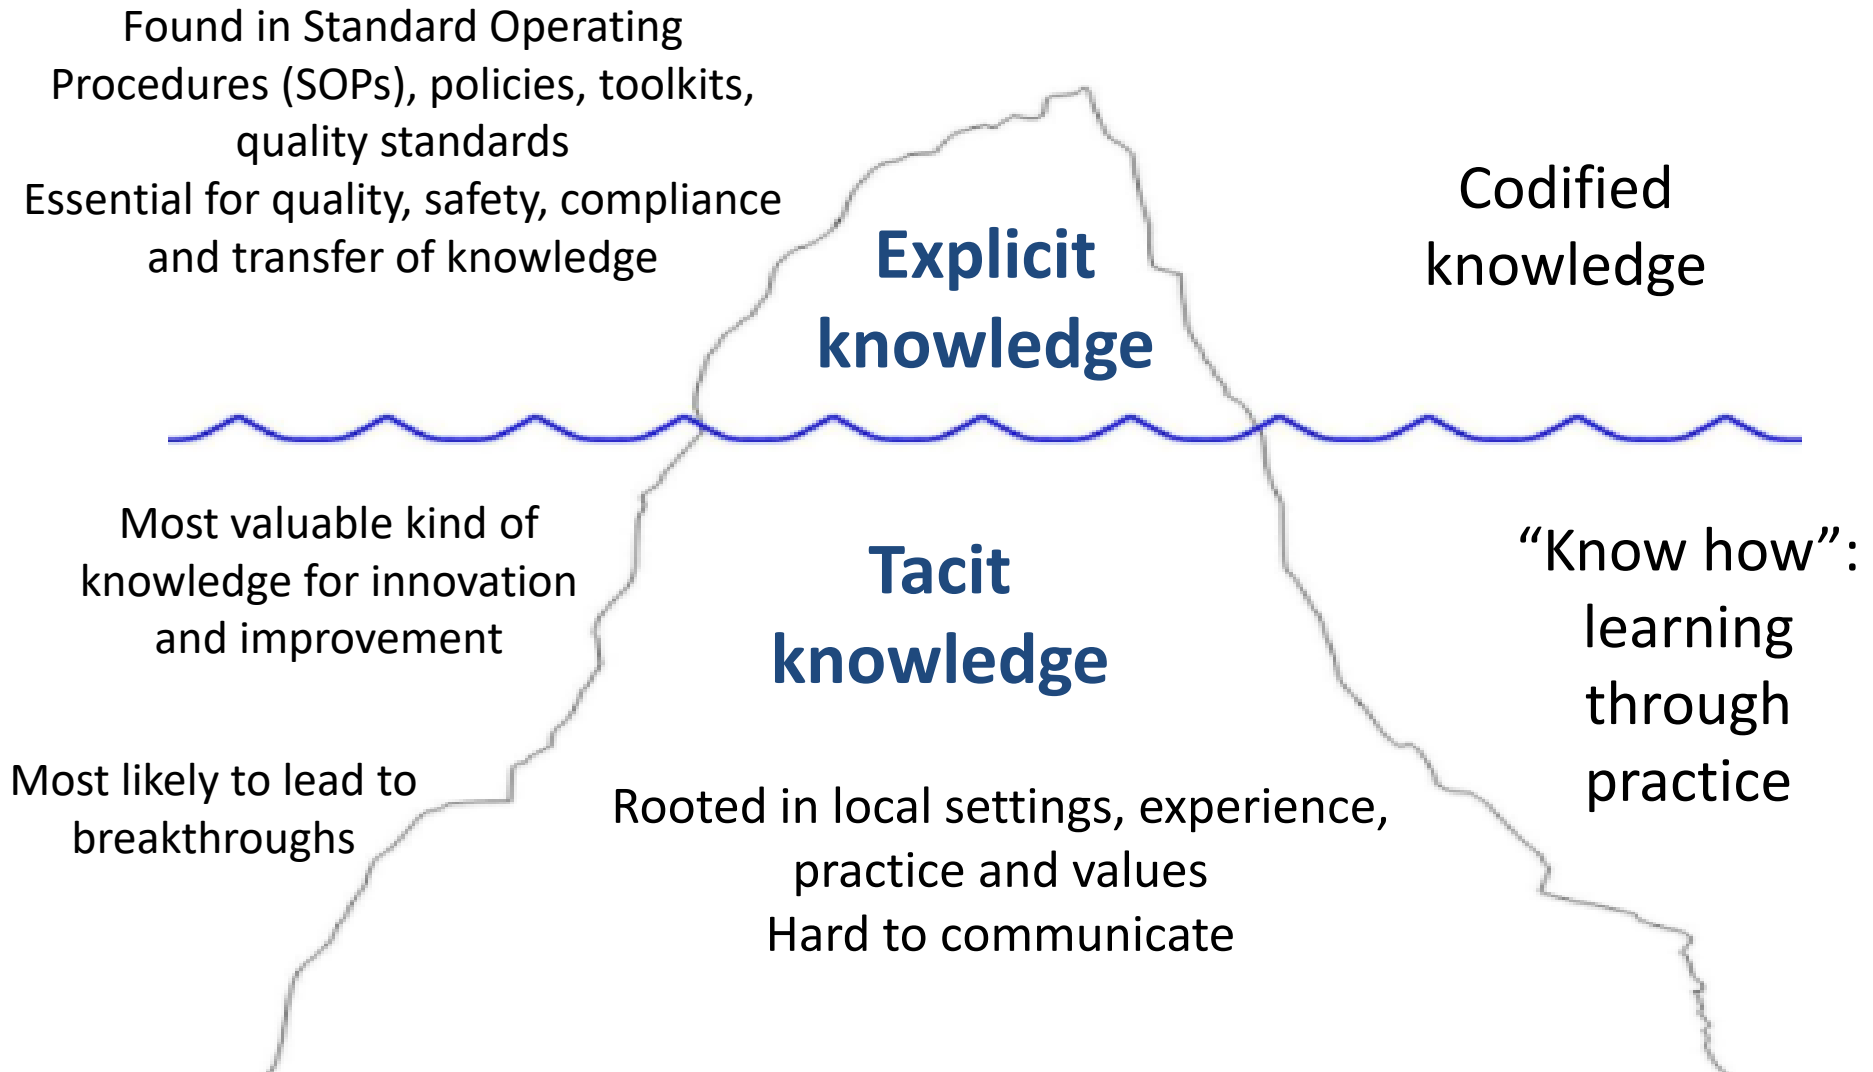 Found in Standard Operating
Procedures (SOPs), policies, toolkits,
quality standards
Essential for quality, safety, compliance
and transfer of knowledge
Explicit
knowledge
Codified
knowledge
Most valuable kind of
knowledge for innovation
and improvement
Most likely to lead to
breakthroughs
Tacit
knowledge
Rooted in local settings, experience,
practice and values
Hard to communicate
“Know how”:
learning
through
practice